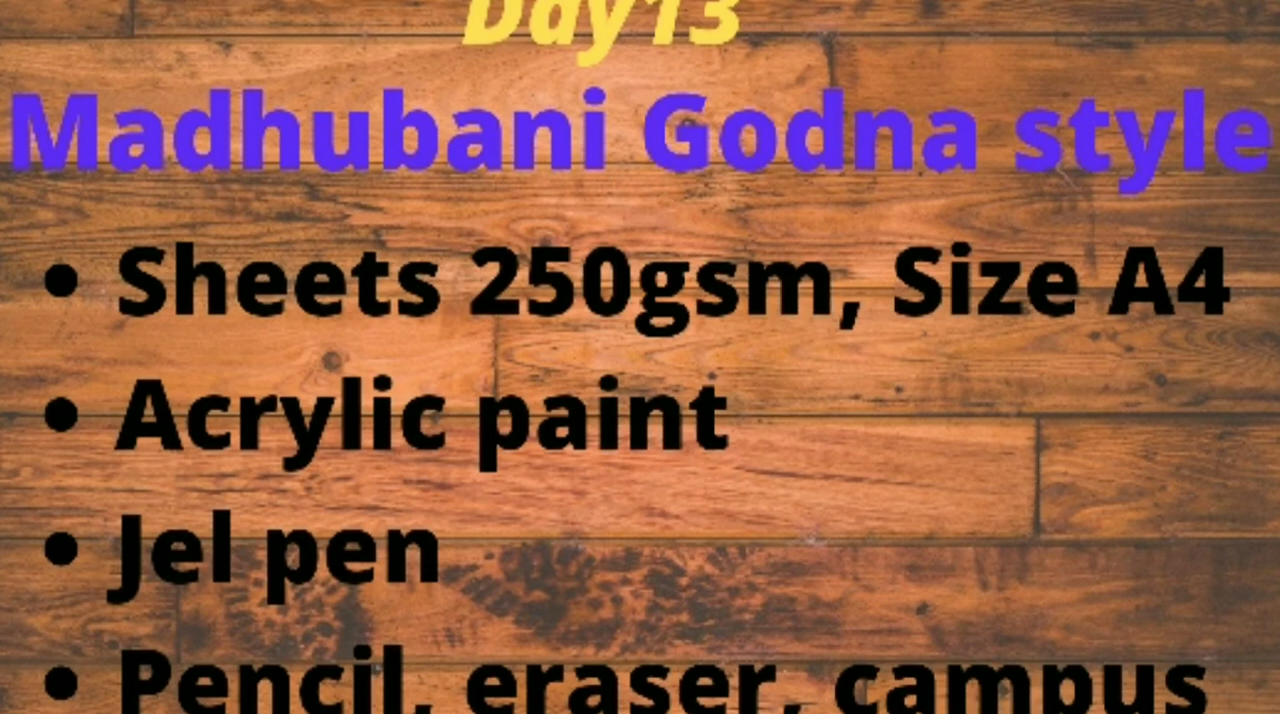 Day13
Madhubani Godna style
• Sheets 250gsm, Size A4
• Acrylic paint
• Jel pen
• Pencil, eraser, campus